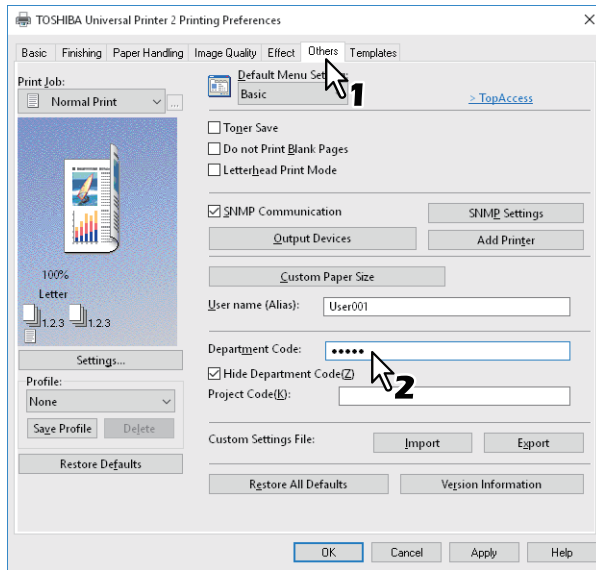 TOSHIBA Universal Printer 2 Printing Preferences
Basic Finishing Paper Handling Image Quality Effect Others Templates
Print Job:
Normal Print
...
100%
Letter
1.2.3 1.2.3
Settings...
Profile:
None
Save Profile Delete
Restore Defaults
Default Menu
Basic
1
> TopAccess
Toner Save
Do not Print Blank Pages
Letterhead Print Mode
SNMP Communication SNMP Settings
Output Devices Add Printer
Custom Paper Size
User name (Alias): User001
Department Code: •••••
2
Hide Department Code(Z)
Project Code(K):
Custom Settings File: Import Export
Restore All Defaults Version Information
OK Cancel Apply Help